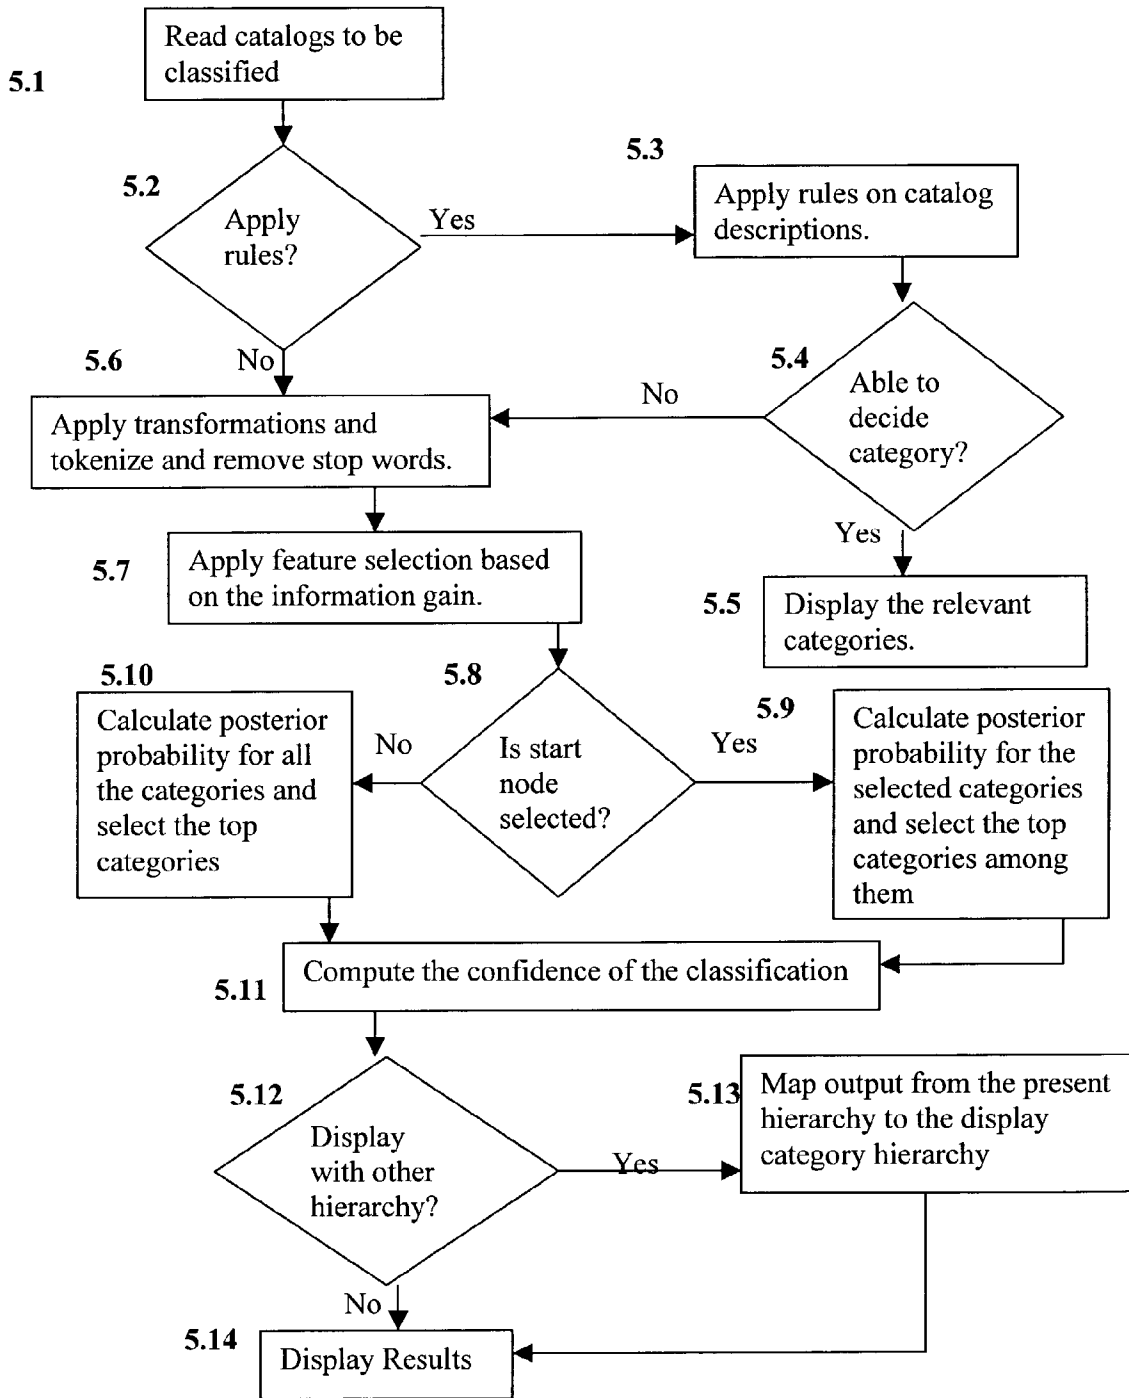 Read catalogs to be
classified
5.1
5.2
Apply
rules?
Yes
5.3
Apply rules on catalog
descriptions.
5.4
Able to
decide
category?
No
Yes
5.5
Display the relevant
categories.
No
5.6
Apply transformations and
tokenize and remove stop words.
5.7
Apply feature selection based
on the information gain.
5.8
Is start
node
selected?
No
Yes
5.10
Calculate posterior
probability for all
the categories and
select the top
categories
5.9
Calculate posterior
probability for the
selected categories
and select the top
categories among
them
5.11
Compute the confidence of the classification
5.12
Display
with other
hierarchy?
Yes
5.13
Map output from the present
hierarchy to the display
category hierarchy
No
5.14
Display Results